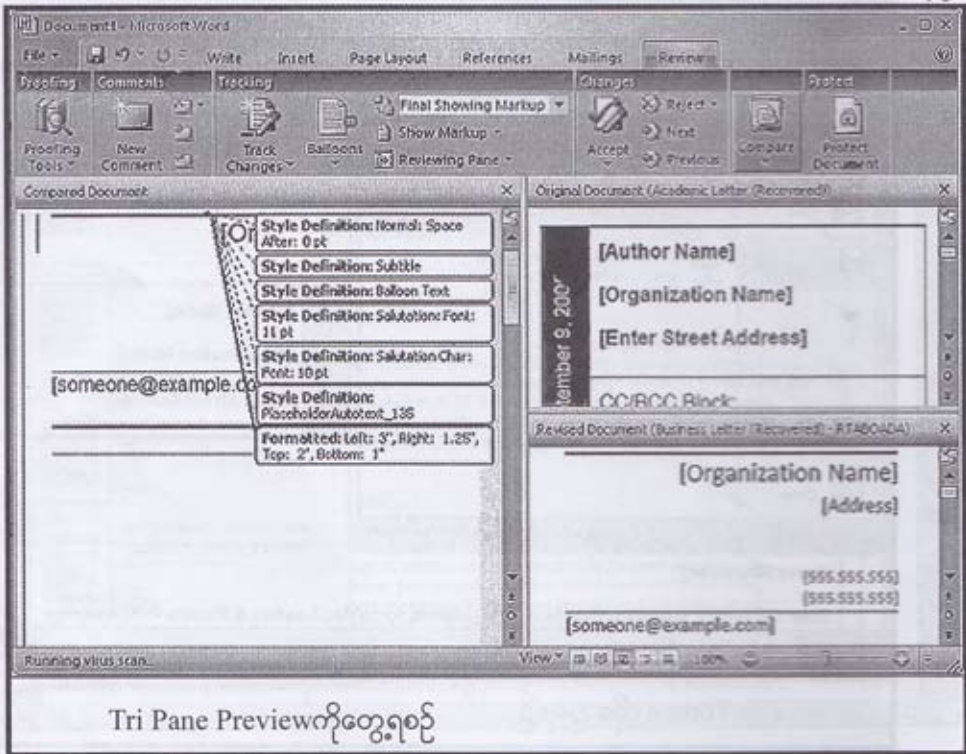 Document1 - Microsoft Word
File Write Insert Page Layout References Mailings Review
Proofing Comments Tracking Changes Protect
Final Showing Markup Reject
Show Markup Next
Reviewing Pane Previous
Proofing Tools New Comment Track Changes Balloons Accept Compare Protect Document
Compared Document
[Or
Style Definition: Normal: Space
After: 0 pt
Style Definition: Subtitle
Style Definition: Balloon Text
Style Definition: Salutation: Font:
11 pt
Style Definition: Salutation Char:
Font: 10 pt
[someone@example.co
Style Definition:
PlaceholderAutotext_135
Formatted: Left: 3", Right: 1.25",
Top: 2", Bottom: 1"
Original Document (Academic Letter (Recovered))
ember 9, 200
[Author Name]
[Organization Name]
[Enter Street Address]
CC/BCC Block:
Revised Document (Business Letter (Recovered) - RTABOADA)
[Organization Name]
[Address]
[555.555.555]
[555.555.555]
[someone@example.com]
Running virus scan... View 100%
Tri Pane Previewကိုတွေ့ရစဉ်